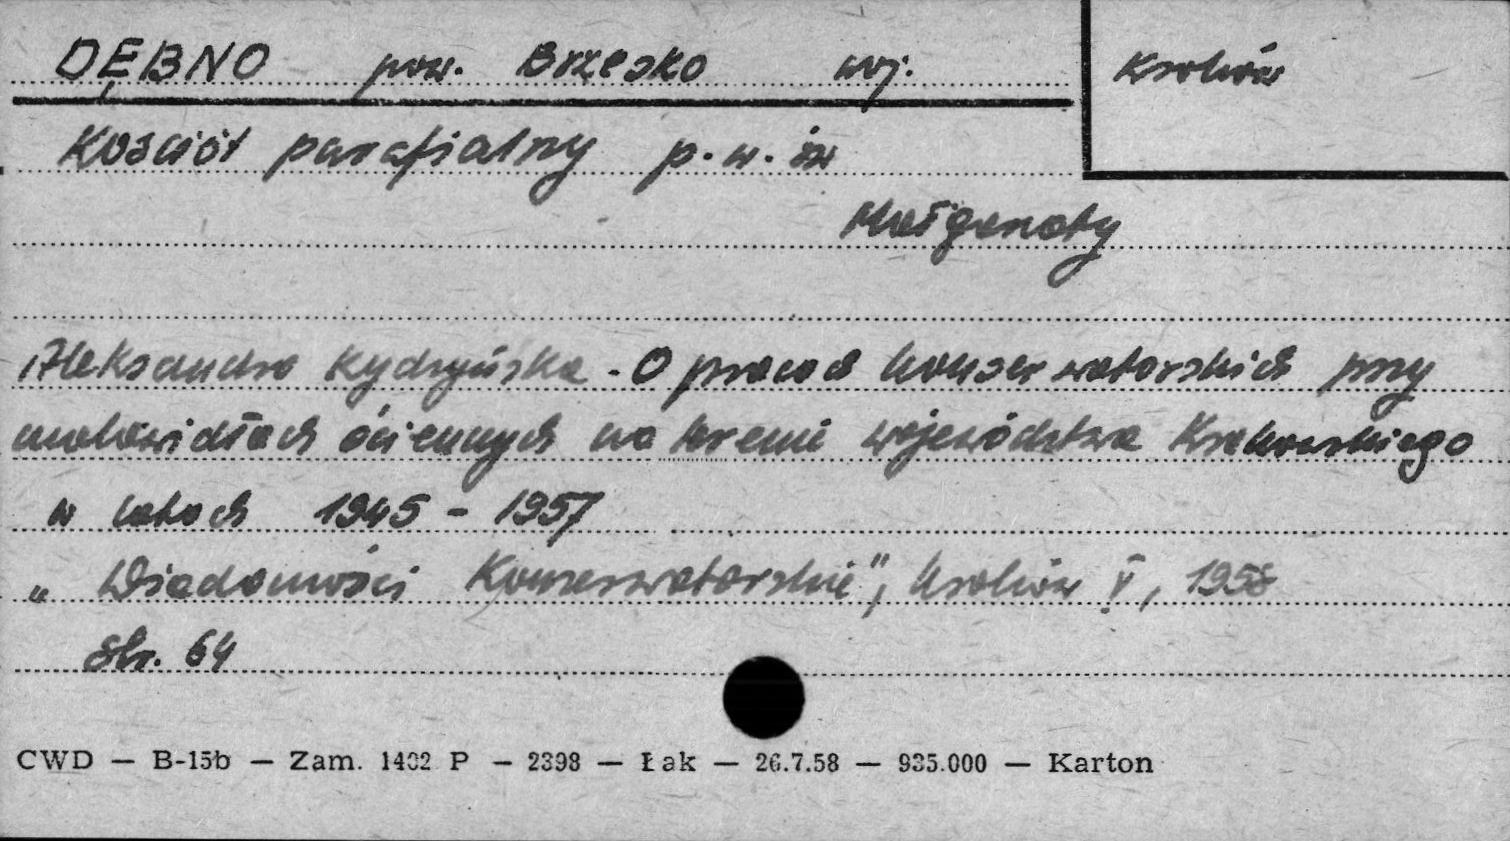 DĘBNO pow. Brzesko woj. Kraków
Kościół parafialny p.w. św
Małgorzaty
Aleksandra Kydryńska - O pracach konserwatorskich przy
malowidłach ściennych na terenie województwa Krakowskiego
w latach 1945 - 1957
„Wiadomości Konserwatorskie", Kraków V, 1958
str. 64
CWD — B-15b — Zam. 1402 P — 2398 — Łak — 26.7.58 — 935.000 — Karton